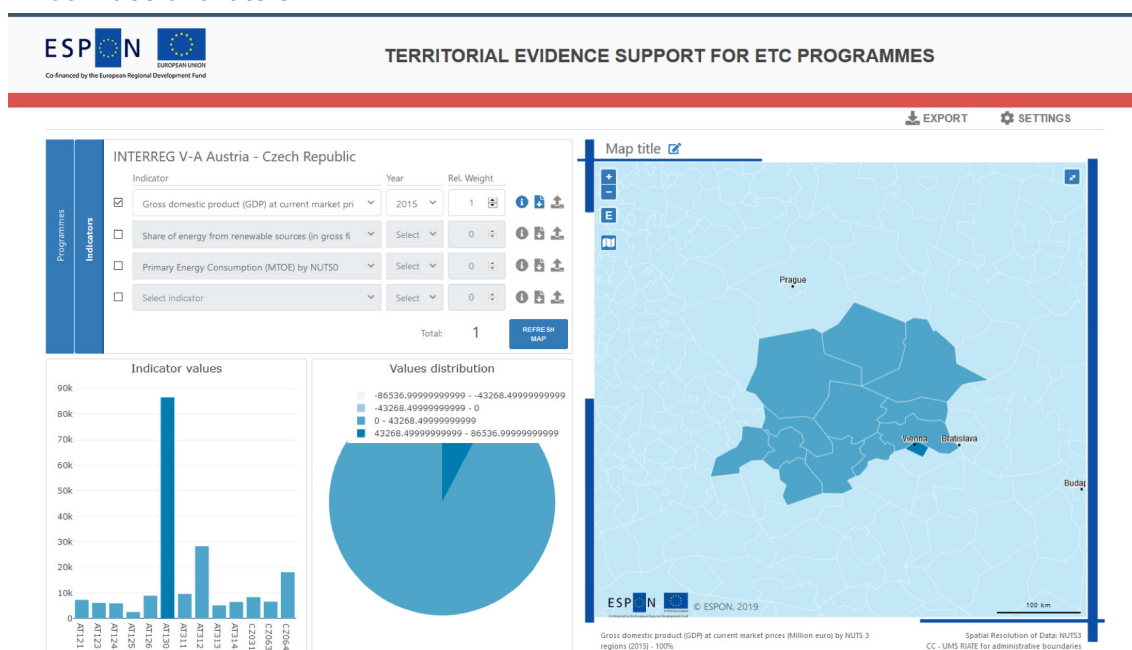 ESPON
EUROPEAN UNION
Co-financed by the European Regional Development Fund
TERRITORIAL EVIDENCE SUPPORT FOR ETC PROGRAMMES
EXPORT SETTINGS
Programmes
Indicators
INTERREG V-A Austria - Czech Republic
Indicator Year Rel. Weight
Gross domestic product (GDP) at current market pri 2015 1
Share of energy from renewable sources (in gross fi Select 0
Primary Energy Consumption (MTOE) by NUTS0 Select 0
Select indicator Select 0
Total: 1 REFRESH
MAP
Indicator values
90k
80k
70k
60k
50k
40k
30k
20k
10k
0
AT121
AT123
AT124
AT125
AT126
AT130
AT311
AT312
AT313
AT314
CZ031
CZ063
CZ064
Values distribution
-86536.99999999999 - -43268.49999999999
-43268.49999999999 - 0
0 - 43268.49999999999
43268.49999999999 - 86536.99999999999
Map title
+
−
E
Prague
Vienna Bratislava
Budap
ESPON
© ESPON, 2019
100 km
Gross domestic product (GDP) at current market prices (Million euro) by NUTS 3
regions (2015) - 100%
Spatial Resolution of Data: NUTS3
CC - UMS RIATE for administrative boundaries